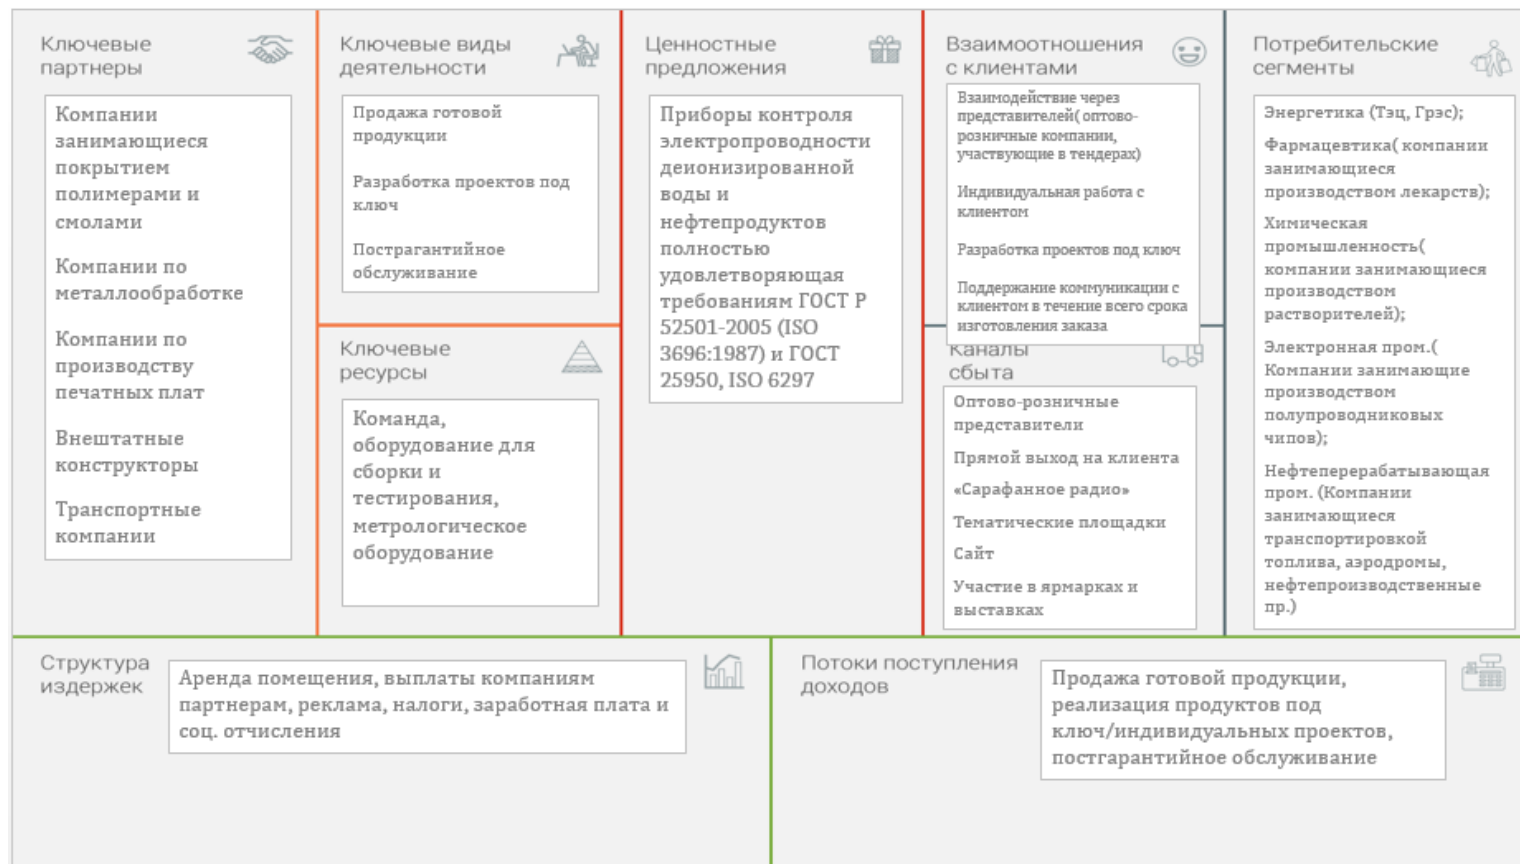 Ключевые
партнеры
Компании
занимающиеся
покрытием
полимерами и
смолами
Компании по
металлообработке
Компании по
производству
печатных плат
Внештатные
конструкторы
Транспортные
компании
Ключевые виды
деятельности
Продажа готовой
продукции
Разработка проектов под
ключ
Пострагантийное
обслуживание
Ключевые
ресурсы
Команда,
оборудование для
сборки и
тестирования,
метрологическое
оборудование
Ценностные
предложения
Приборы контроля
электропроводности
деионизированной
воды и
нефтепродуктов
полностью
удовлетворяющая
требованиям ГОСТ Р
52501-2005 (ISO
3696:1987) и ГОСТ
25950, ISO 6297
Взаимоотношения
с клиентами
Взаимодействие через
представителей( оптово-
розничные компании,
участвующие в тендерах)
Индивидуальная работа с
клиентом
Разработка проектов под ключ
Поддержание коммуникации с
клиентом в течение всего срока
изготовления заказа
Каналы
сбыта
Оптово-розничные
представители
Прямой выход на клиента
«Сарафанное радио»
Тематические площадки
Сайт
Участие в ярмарках и
выставках
Потребительские
сегменты
Энергетика (Тэц, Грэс);
Фармацевтика( компании
занимающиеся
производством лекарств);
Химическая
промышленность(
компании занимающиеся
производством
растворителей);
Электронная пром.(
Компании занимающие
производством
полупроводниковых
чипов);
Нефтеперерабатывающая
пром. (Компании
занимающиеся
транспортировкой
топлива, аэродромы,
нефтепроизводственные
пр.)
Структура
издержек
Аренда помещения, выплаты компаниям
партнерам, реклама, налоги, заработная плата и
соц. отчисления
Потоки поступления
доходов
Продажа готовой продукции,
реализация продуктов под
ключ/индивидуальных проектов,
постгарантийное обслуживание